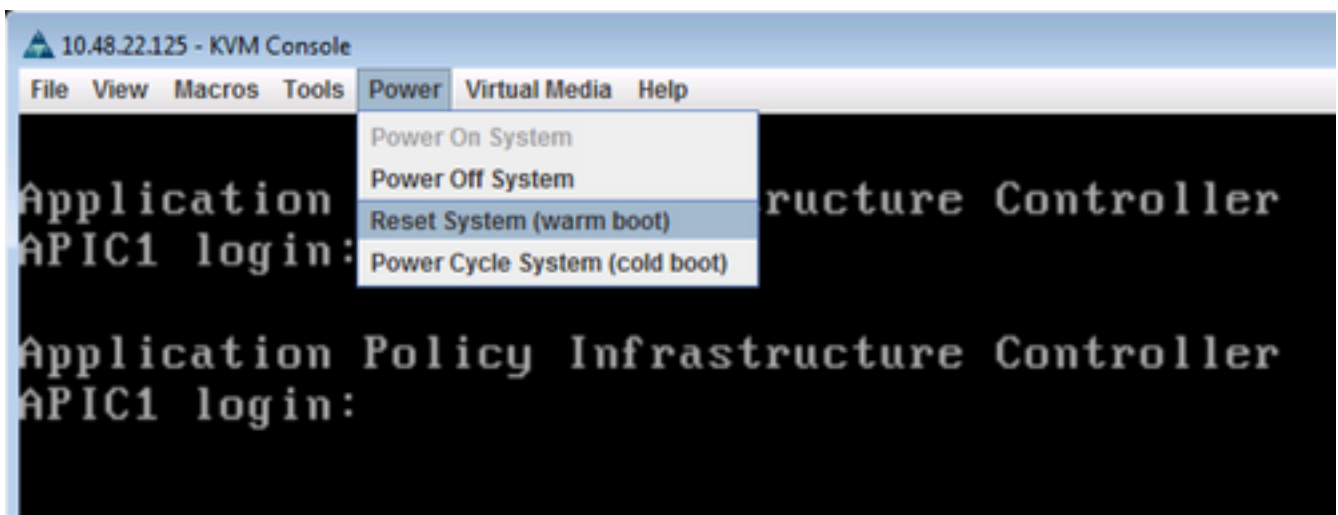 10.48.22.125 - KVM Console
File View Macros Tools Power Virtual Media Help
Power On System
Power Off System
Reset System (warm boot)
Power Cycle System (cold boot)
Application ructure Controller
APIC1 login:
Application Policy Infrastructure Controller
APIC1 login: